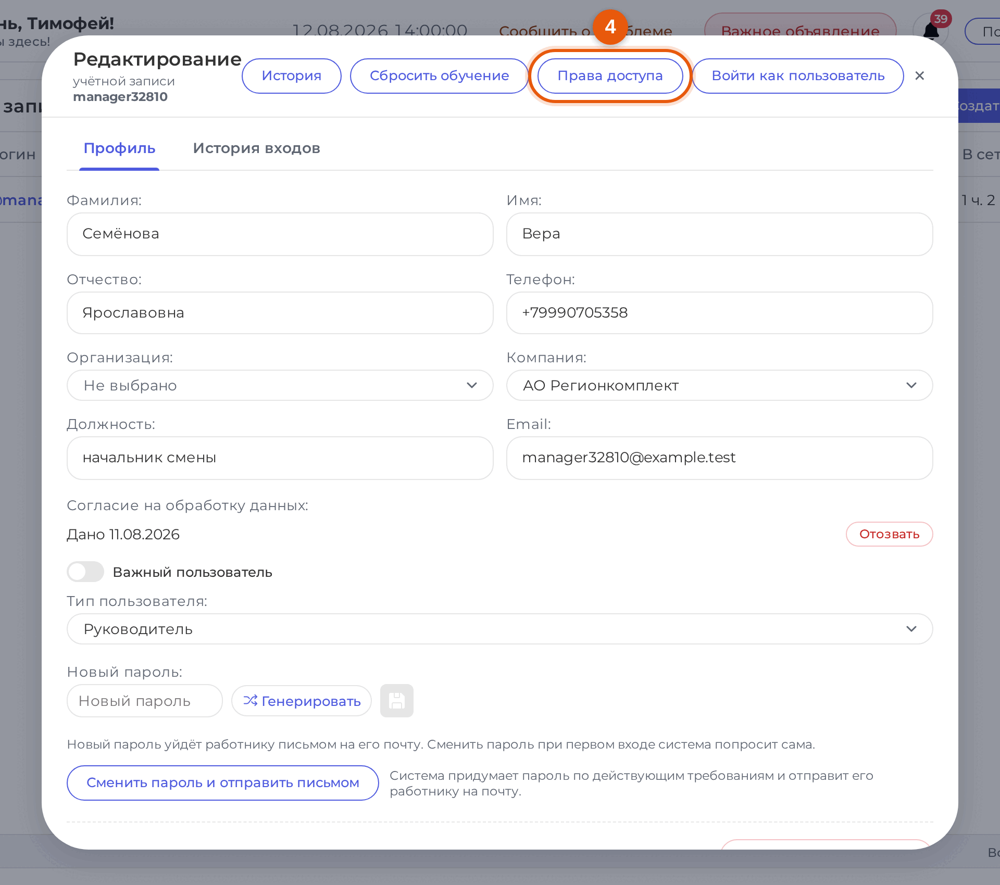 нь, Тимофей!
ы здесь!
12.08.2026 14:00:00
Сообщить о
блеме
Важное объявление
39
По
4
Редактирование
учётной записи
manager32810
История
Сбросить обучение
Права доступа
Войти как пользователь
запи
создат
Профиль
История входов
огин
В сет
@mana
1 ч. 2
Фамилия:
Имя:
Семёнова
Вера
Отчество:
Телефон:
Ярославовна
+79990705358
Организация:
Компания:
Не выбрано
АО Регионкомплект
Должность:
Email:
начальник смены
manager32810@example.test
Согласие на обработку данных:
Дано 11.08.2026
Отозвать
Важный пользователь
Тип пользователя:
Руководитель
Новый пароль:
Новый пароль
Генерировать
Новый пароль уйдёт работнику письмом на его почту. Сменить пароль при первом входе система попросит сама.
Сменить пароль и отправить письмом
Система придумает пароль по действующим требованиям и отправит его
работнику на почту.
Вс